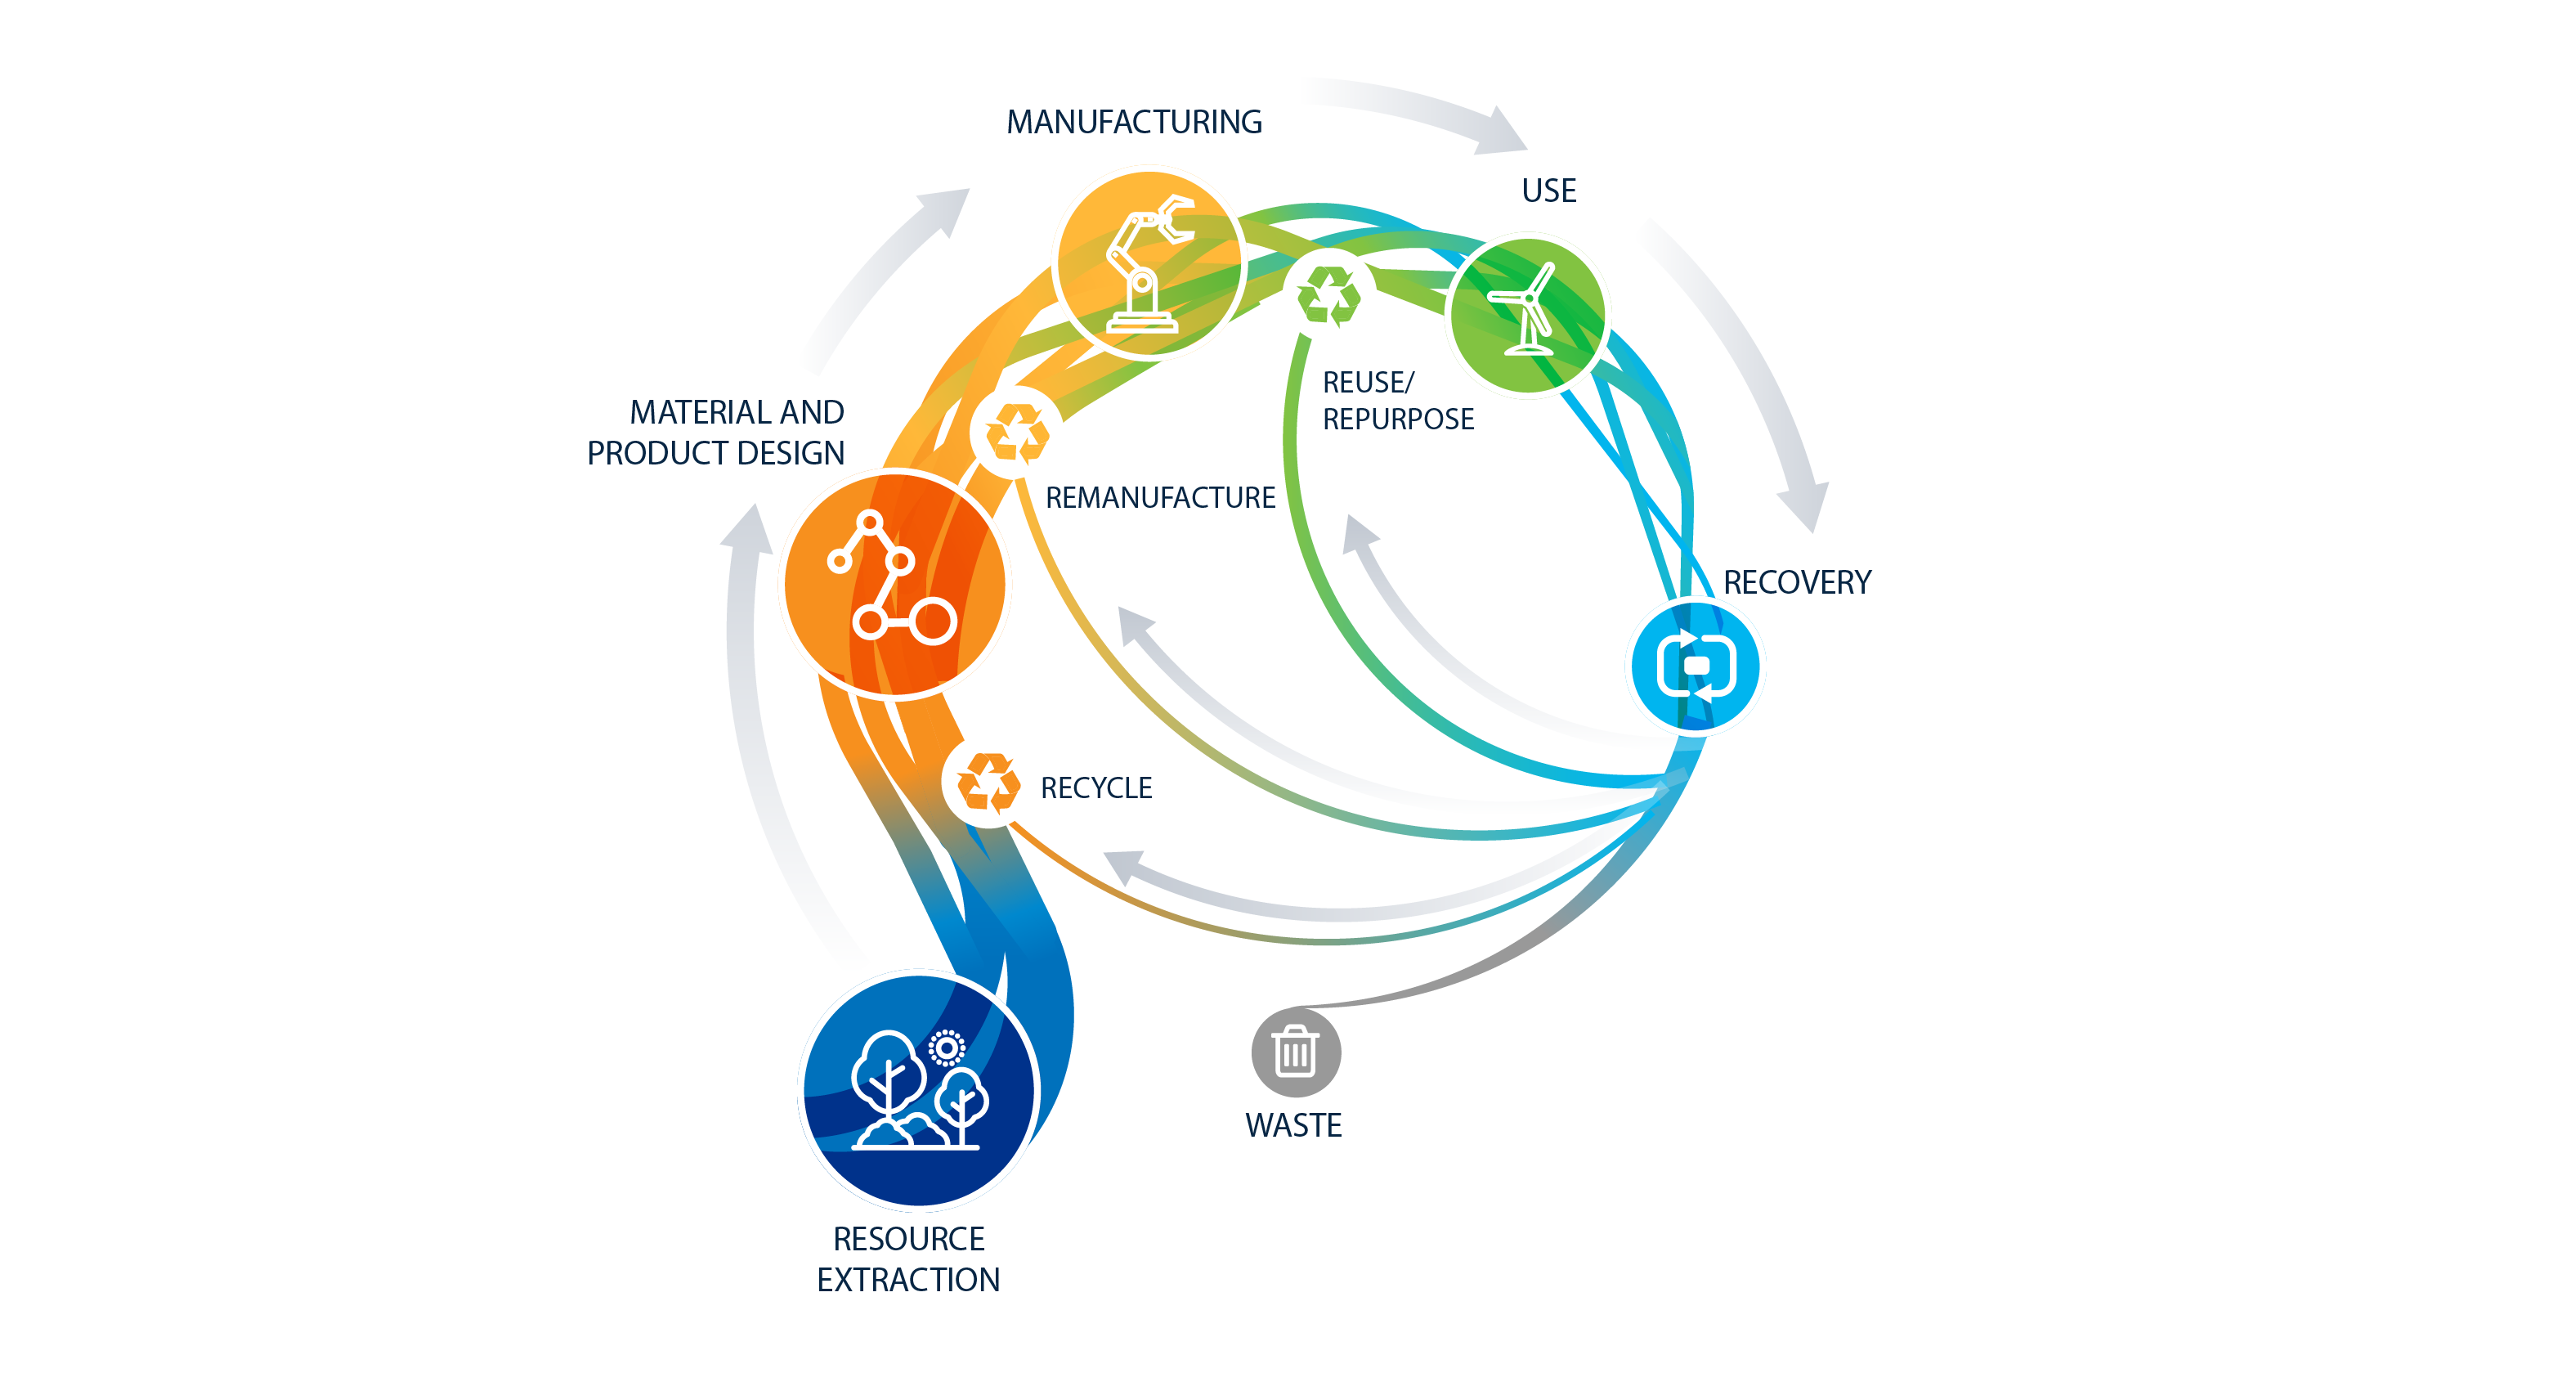 MANUFACTURING
USE
MATERIAL AND
PRODUCT DESIGN
REUSE/
REPURPOSE
REMANUFACTURE
RECOVERY
RECYCLE
WASTE
RESOURCE
EXTRACTION